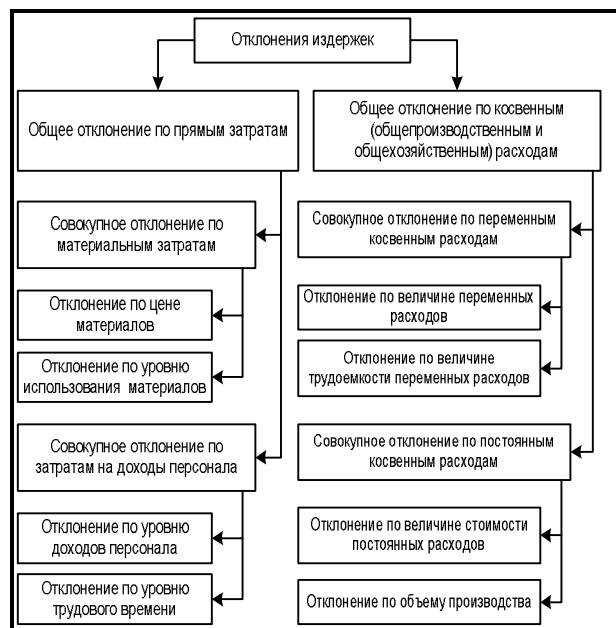 Отклонения издержек
Общее отклонение по прямым затратам
Общее отклонение по косвенным
(общепроизводственным и
общехозяйственным) расходам
Совокупное отклонение по
материальным затратам
Отклонение по цене
материалов
Отклонение по уровню
использования материалов
Совокупное отклонение по
затратам на доходы персонала
Отклонение по уровню
доходов персонала
Отклонение по уровню
трудового времени
Совокупное отклонение по переменным
косвенным расходам
Отклонение по величине переменных
расходов
Отклонение по величине
трудоемкости переменных расходов
Совокупное отклонение по постоянным
косвенным расходам
Отклонение по величине стоимости
постоянных расходов
Отклонение по объему производства